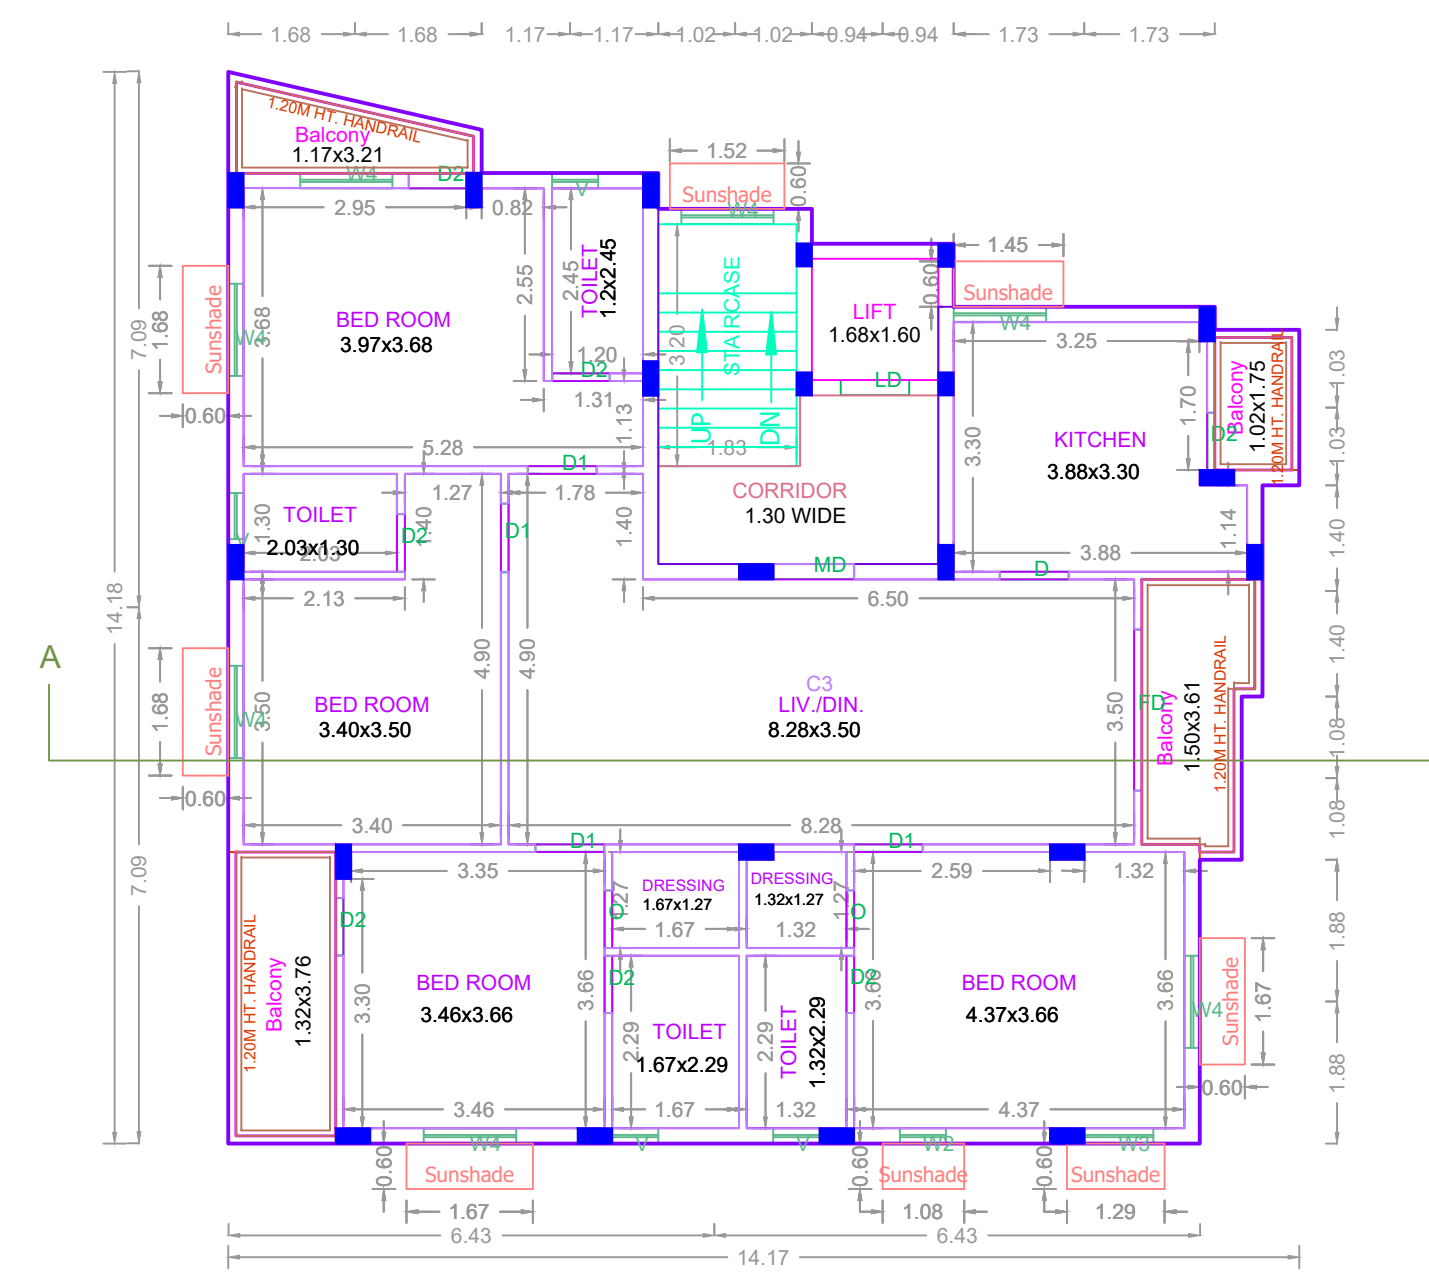 1.68 1.68 1.17 1.17 1.02 1.02 0.94 0.94 1.73 1.73
1.20M HT. HANDRAIL
Balcony
1.17x3.21
W4 D2 V
1.52
0.60
Sunshade
W4
2.95 0.82
1.45
0.60
Sunshade
W4
7.09
14.18
1.68
Sunshade
0.60
W4
3.68
BED ROOM
3.97x3.68
2.55
2.45
TOILET
1.2x2.45
1.20
D2
1.31
1.13
5.28
D1
3.20
STAIRCASE
UP
DN
1.83
LIFT
1.68x1.60
LD
3.25
3.30
1.70
KITCHEN
3.88x3.30
D2
Balcony
1.02x1.75
1.20M HT. HANDRAIL
1.03
1.03
CORRIDOR
1.30 WIDE
MD
1.14
3.88
D
1.40
V
1.30
TOILET
2.03x1.30
2.03
D2
1.27
1.40
D1
1.78
1.40
2.13
6.50
A
1.68
Sunshade
0.60
W4
3.50
BED ROOM
3.40x3.50
4.90
4.90
C3
LIV./DIN.
8.28x3.50
3.50
FD
Balcony
1.50x3.61
1.20M HT. HANDRAIL
1.40
1.08
1.08
3.40
8.28
D1
D1
7.09
1.20M HT. HANDRAIL
Balcony
1.32x3.76
D2
3.35
3.30
BED ROOM
3.46x3.66
3.66
3.46
1.27
DRESSING
1.67x1.27
O
1.67
DRESSING
1.32x1.27
1.27
O
1.32
D2
2.29
TOILET
1.67x2.29
1.67
2.29
TOILET
1.32x2.29
1.32
D2
3.66
2.59 1.32
BED ROOM
4.37x3.66
3.66
4.37
W4
Sunshade
1.67
0.60
1.88
1.88
W4 V V W2 W3
0.60
Sunshade
1.67
0.60
Sunshade
1.08
0.60
Sunshade
1.29
6.43 6.43
14.17